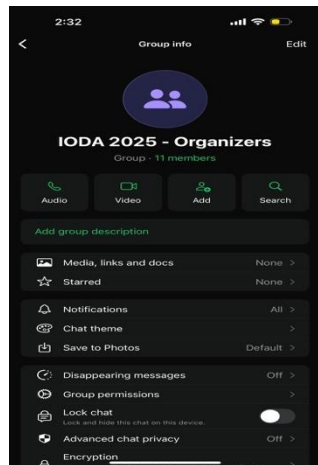 2:32
Group info
Edit
IODA 2025 - Organizers
Group · 11 members
Audio
Video
Add
Search
Add group description
Media, links and docs
None
Starred
None
Notifications
All
Chat theme
Save to Photos
Default
Disappearing messages
Off
Group permissions
Lock chat
Lock and hide this chat on this device.
Advanced chat privacy
Off
Encryption